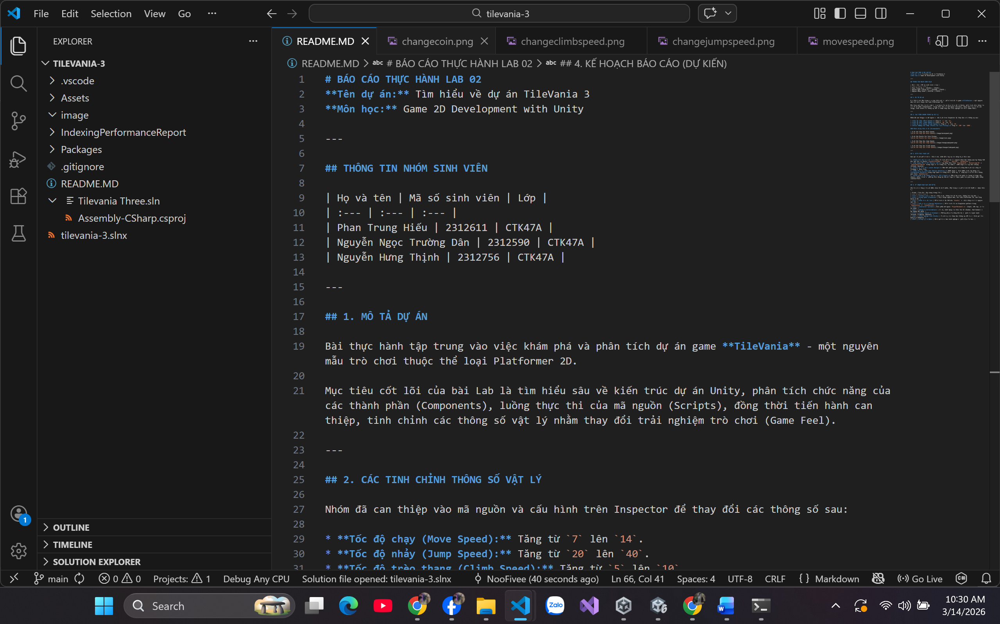 File Edit Selection View Go ··· tilevania-3
EXPLORER
TILEVANIA-3
.vscode
Assets
image
IndexingPerformanceReport
Packages
.gitignore
README.MD
Tilevania Three.sln
Assembly-CSharp.csproj
tilevania-3.slnx
OUTLINE
TIMELINE
SOLUTION EXPLORER
README.MD changecoin.png changeclimbspeed.png changejumpspeed.png movespeed.png
README.MD > abc # BÁO CÁO THỰC HÀNH LAB 02 > abc ## 4. KẾ HOẠCH BÁO CÁO (DỰ KIẾN)
1 # BÁO CÁO THỰC HÀNH LAB 02
2 **Tên dự án:** Tìm hiểu về dự án TileVania 3
3 **Môn học:** Game 2D Development with Unity
4
5 ---
6
7 ## THÔNG TIN NHÓM SINH VIÊN
8
9 | Họ và tên | Mã số sinh viên | Lớp |
10 | :--- | :--- | :--- |
11 | Phan Trung Hiếu | 2312611 | CTK47A |
12 | Nguyễn Ngọc Trường Dân | 2312590 | CTK47A |
13 | Nguyễn Hưng Thịnh | 2312756 | CTK47A |
14
15 ---
16
17 ## 1. MÔ TẢ DỰ ÁN
18
19 Bài thực hành tập trung vào việc khám phá và phân tích dự án game **TileVania** - một nguyên
mẫu trò chơi thuộc thể loại Platformer 2D.
20
21 Mục tiêu cốt lõi của bài Lab là tìm hiểu sâu về kiến trúc dự án Unity, phân tích chức năng của
các thành phần (Components), luồng thực thi của mã nguồn (Scripts), đồng thời tiến hành can
thiệp, tinh chỉnh các thông số vật lý nhằm thay đổi trải nghiệm trò chơi (Game Feel).
22
23 ---
24
25 ## 2. CÁC TINH CHỈNH THÔNG SỐ VẬT LÝ
26
27 Nhóm đã can thiệp vào mã nguồn và cấu hình trên Inspector để thay đổi các thông số sau:
28
29 * **Tốc độ chạy (Move Speed):** Tăng từ `7` lên `14`.
30 * **Tốc độ nhảy (Jump Speed):** Tăng từ `20` lên `40`.
31 * **Tốc độ trèo thang (Climb Speed):** Tăng từ `5` lên `10`
1
main 0 0 Projects: 1 Debug Any CPU Solution file opened: tilevania-3.slnx NooFivee (40 seconds ago) Ln 66, Col 41 Spaces: 4 UTF-8 CRLF { } Markdown Go Live C#
Search Zalo 6 W 10:30 AM
3/14/2026